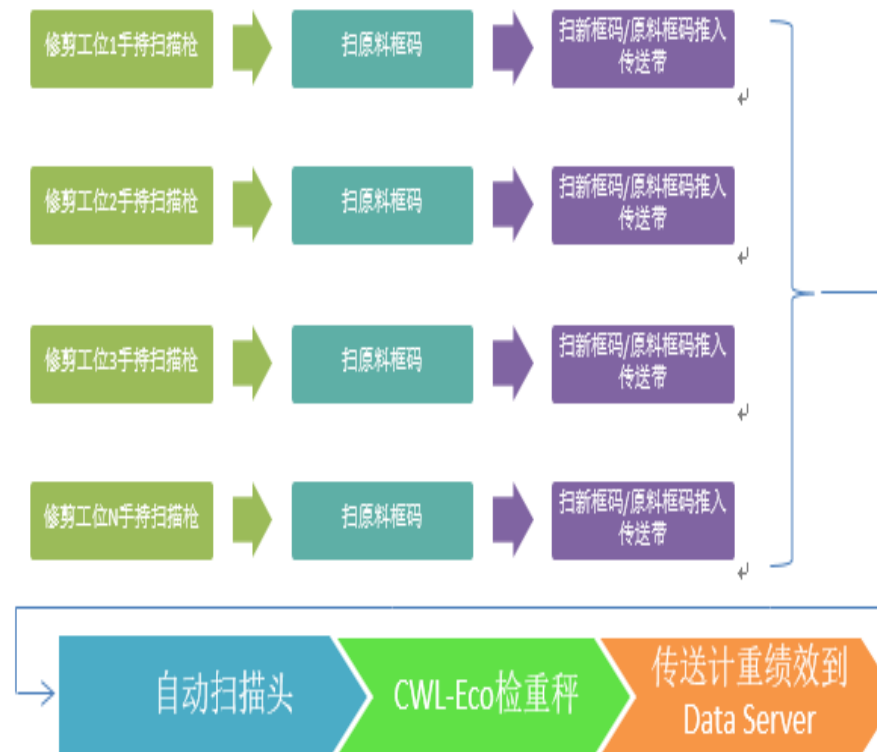 修剪工位1手持扫描枪
扫原料框码
扫新框码/原料框码推入
传送带
修剪工位2手持扫描枪
扫原料框码
扫新框码/原料框码推入
传送带
修剪工位3手持扫描枪
扫原料框码
扫新框码/原料框码推入
传送带
修剪工位N手持扫描枪
扫原料框码
扫新框码/原料框码推入
传送带
自动扫描头
CWL-Eco检重秤
传送计重绩效到
Data Server